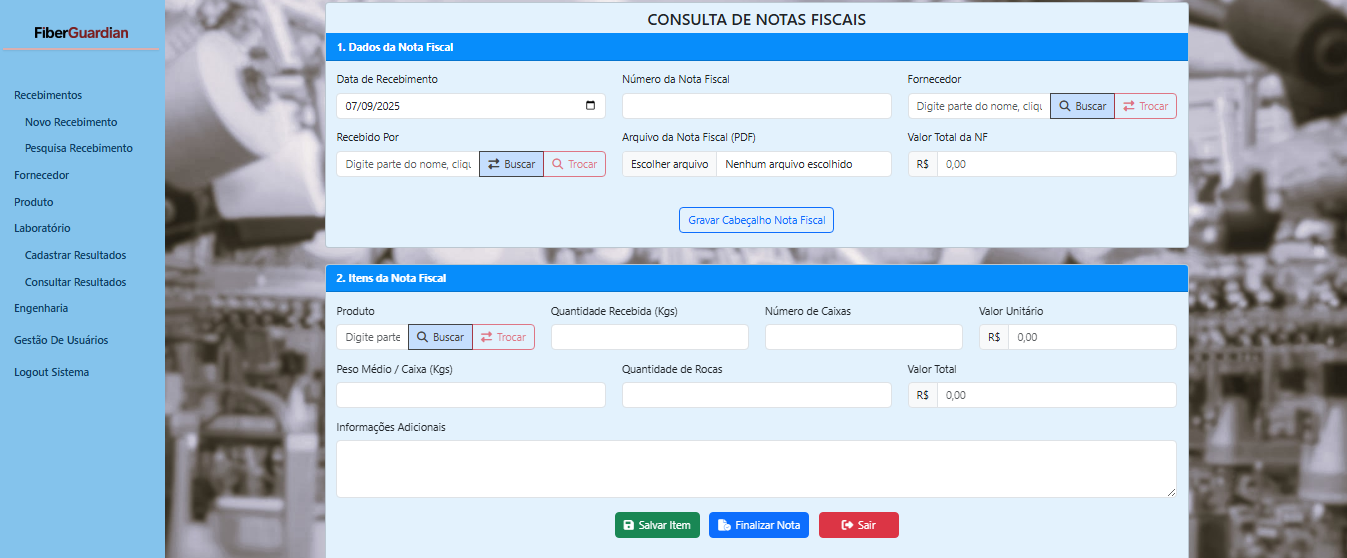 FiberGuardian
Recebimentos
Novo Recebimento
Pesquisa Recebimento
Fornecedor
Produto
Laboratório
Cadastrar Resultados
Consultar Resultados
Engenharia
Gestão De Usuários
Logout Sistema
CONSULTA DE NOTAS FISCAIS
1. Dados da Nota Fiscal
Data de Recebimento Número da Nota Fiscal Fornecedor
07/09/2025 Digite parte do nome, cliqu Buscar Trocar
Recebido Por Arquivo da Nota Fiscal (PDF) Valor Total da NF
Digite parte do nome, cliqu Buscar Trocar Escolher arquivo Nenhum arquivo escolhido R$ 0,00
Gravar Cabeçalho Nota Fiscal
2. Itens da Nota Fiscal
Produto Quantidade Recebida (Kgs) Número de Caixas Valor Unitário
Digite parte Buscar Trocar R$ 0,00
Peso Médio / Caixa (Kgs) Quantidade de Rocas Valor Total
R$ 0,00
Informações Adicionais
Salvar Item Finalizar Nota Sair